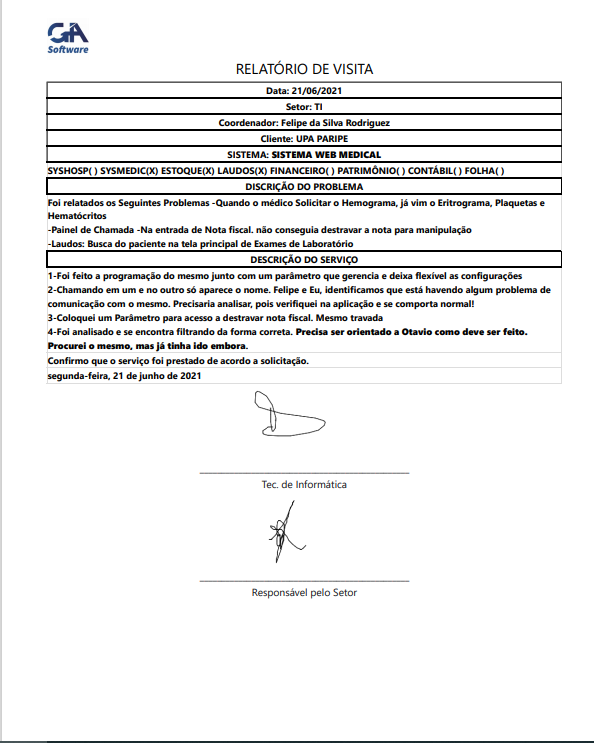 GA
Software
RELATÓRIO DE VISITA
Data: 21/06/2021
Setor: TI
Coordenador: Felipe da Silva Rodriguez
Cliente: UPA PARIPE
SISTEMA: SISTEMA WEB MEDICAL
SYSHOSP( ) SYSMEDIC(X) ESTOQUE(X) LAUDOS(X) FINANCEIRO( ) PATRIMÔNIO( ) CONTÁBIL( ) FOLHA( )
DISCRIÇÃO DO PROBLEMA
Foi relatados os Seguintes Problemas -Quando o médico Solicitar o Hemograma, já vim o Eritrograma, Plaquetas e
Hematócritos
-Painel de Chamada -Na entrada de Nota fiscal. não conseguia destravar a nota para manipulação
-Laudos: Busca do paciente na tela principal de Exames de Laboratório
DESCRIÇÃO DO SERVIÇO
1-Foi feito a programação do mesmo junto com um parâmetro que gerencia e deixa flexível as configurações
2-Chamando em um e no outro só aparece o nome. Felipe e Eu, identificamos que está havendo algum problema de
comunicação com o mesmo. Precisaria analisar, pois verifiquei na aplicação e se comporta normal!
3-Coloquei um Parâmetro para acesso a destravar nota fiscal. Mesmo travada
4-Foi analisado e se encontra filtrando da forma correta. Precisa ser orientado a Otavio como deve ser feito.
Procurei o mesmo, mas já tinha ido embora.
Confirmo que o serviço foi prestado de acordo a solicitação.
segunda-feira, 21 de junho de 2021
Tec. de Informática
Responsável pelo Setor